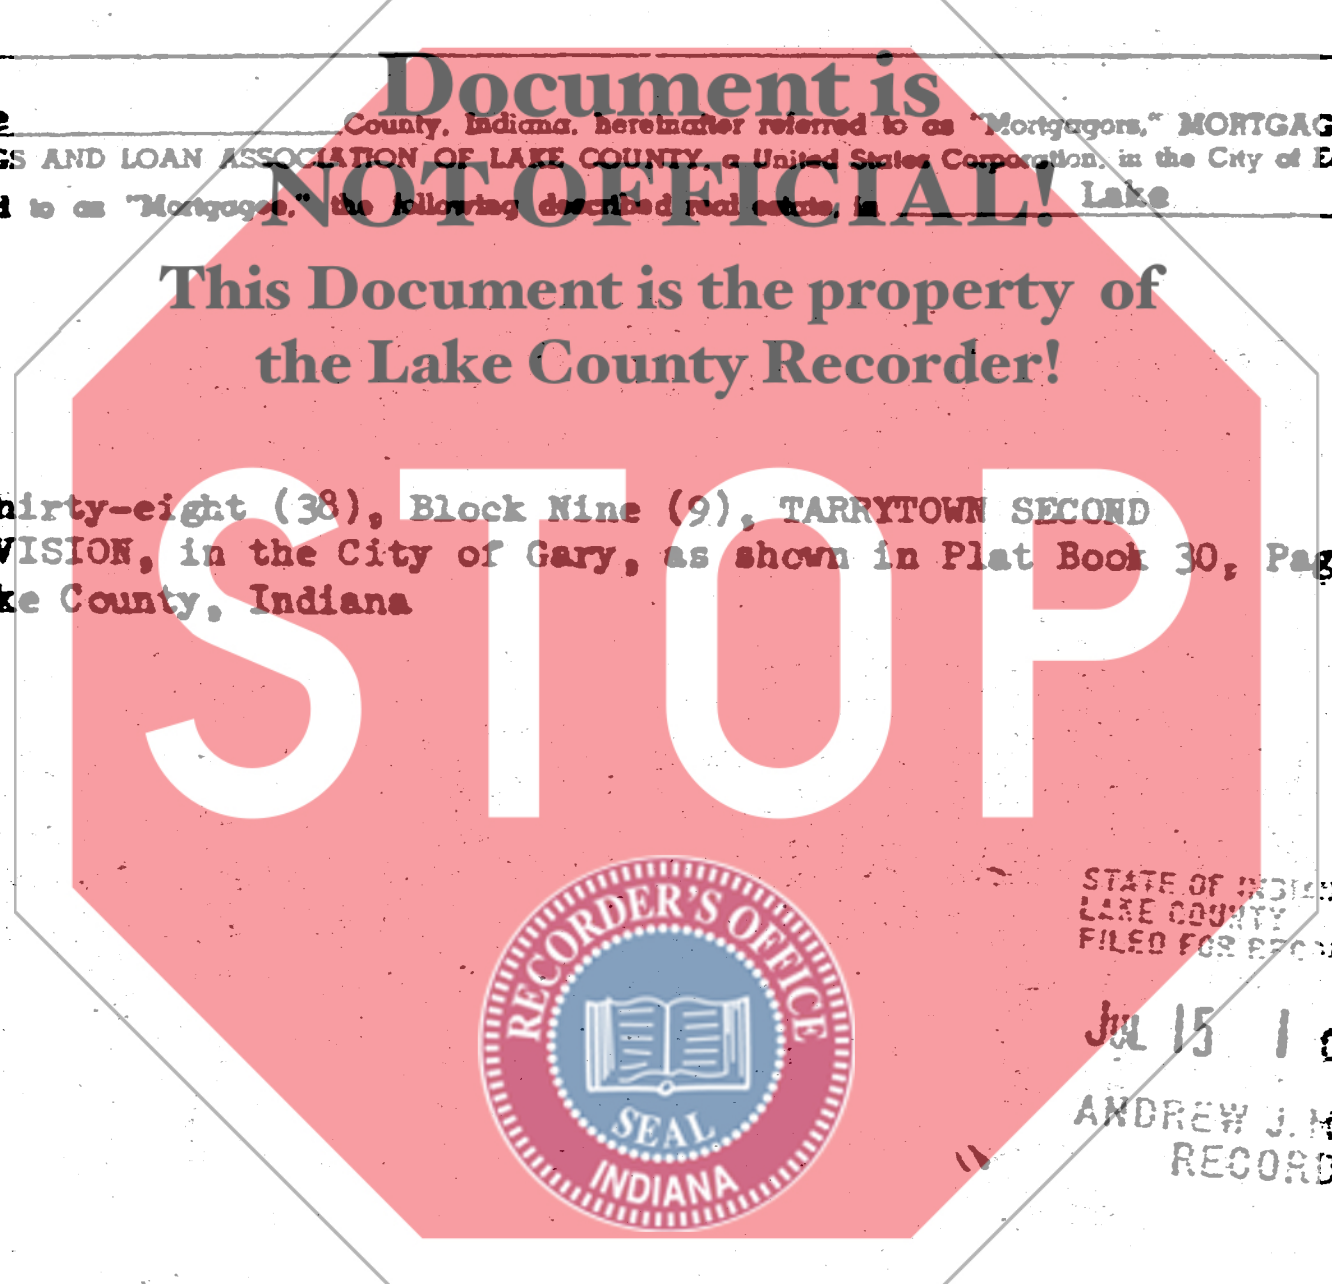 Document is
County, Indiana, hereinafter referred to as "Mortgagors," MORTGAG
GS AND LOAN ASSOCIATION OF LAKE COUNTY, a United States Corporation, in the City of E
NOT OFFICIAL!
d to as "Mortgagee," the following described real estate, in Lake
This Document is the property of
the Lake County Recorder!
STOP
hirty-eight (38), Block Nine (9), TARRYTOWN SECOND
VISION, in the City of Gary, as shown in Plat Book 30, Pag
ke County, Indiana
RECORDER'S OFFICE
SEAL
INDIANA
STATE OF INDIAN
LAKE COUNTY
FILED FOR RECOR
JUL 15 1
ANDREW J.
RECORD